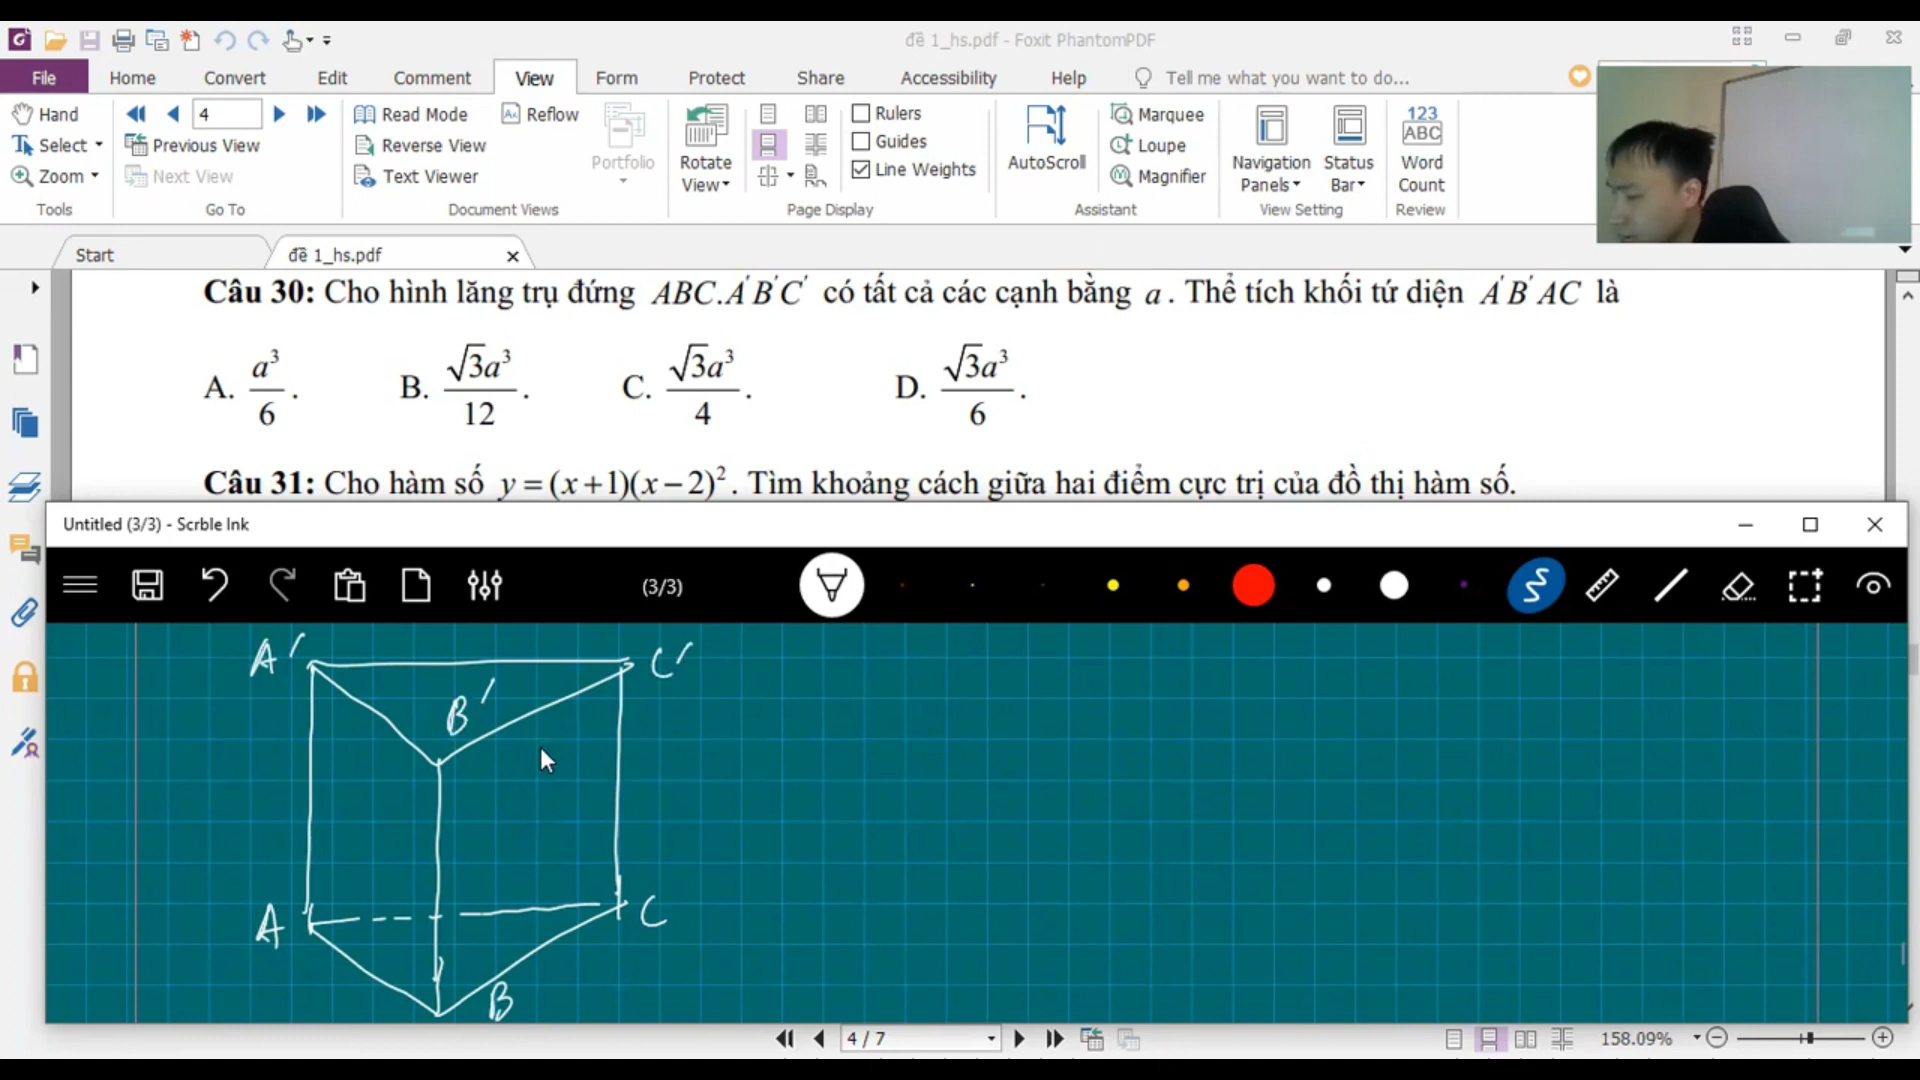 đề 1_hs.pdf - Foxit PhantomPDF
File Home Convert Edit Comment View Form Protect Share Accessibility Help Tell me what you want to do...
Hand 4 Read Mode Reflow Rulers Marquee 123
Select Previous View Reverse View Guides Loupe ABC
Zoom Next View Text Viewer Portfolio Rotate View Line Weights AutoScroll Magnifier Navigation Panels Status Bar Word Count
Tools Go To Document Views Page Display Assistant View Setting Review
Start đề 1_hs.pdf
Câu 30: Cho hình lăng trụ đứng ABC.A'B'C' có tất cả các cạnh bằng a. Thể tích khối tứ diện A'B'AC là
A. a³/6. B. √3a³/12. C. √3a³/4. D. √3a³/6.
Câu 31: Cho hàm số y = (x+1)(x−2)². Tìm khoảng cách giữa hai điểm cực trị của đồ thị hàm số.
Untitled (3/3) - Scrble Ink
(3/3)
A' C'
B'
A C
B
4 / 7 158.09%